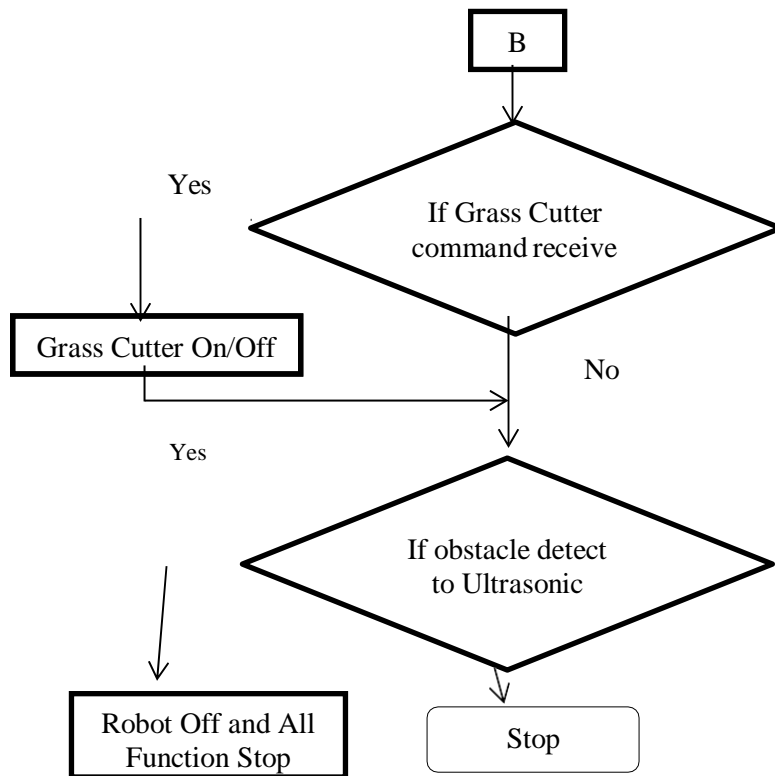 B
Yes
If Grass Cutter
command receive
Grass Cutter On/Off
No
Yes
If obstacle detect
to Ultrasonic
Robot Off and All
Function Stop
Stop